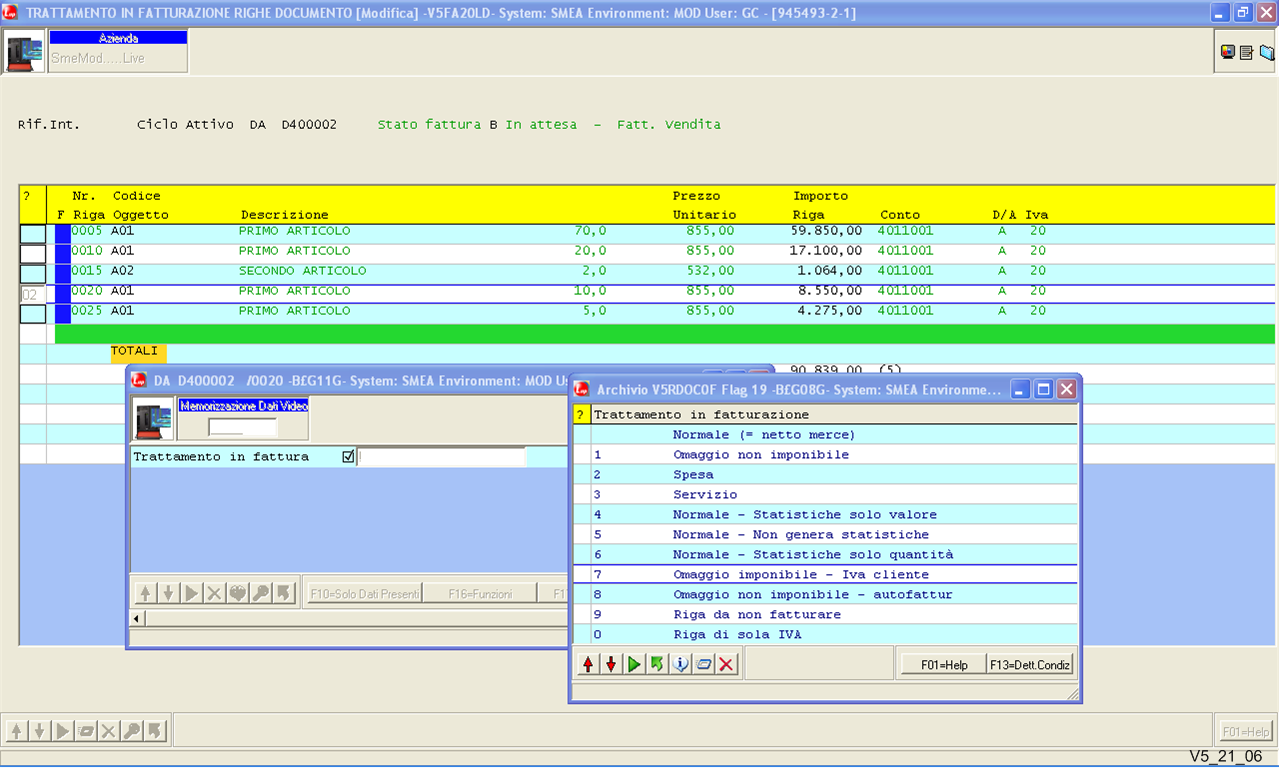 TRATTAMENTO IN FATTURAZIONE RIGHE DOCUMENTO [Modifica] -V5FA20LD- System: SMEA Environment: MOD User: GC - [945493-2-1]
Azienda
SmeMod.....Live
Rif.Int. Ciclo Attivo DA D400002 Stato fattura B In attesa - Fatt. Vendita
? Nr. Codice Prezzo Importo
F Riga Oggetto Descrizione Unitario Riga Conto D/A Iva
0005 A01 PRIMO ARTICOLO 70,0 855,00 59.850,00 4011001 A 20
0010 A01 PRIMO ARTICOLO 20,0 855,00 17.100,00 4011001 A 20
0015 A02 SECONDO ARTICOLO 2,0 532,00 1.064,00 4011001 A 20
02 0020 A01 PRIMO ARTICOLO 10,0 855,00 8.550,00 4011001 A 20
0025 A01 PRIMO ARTICOLO 5,0 855,00 4.275,00 4011001 A 20
TOTALI
90.839,00 (5)
DA D400002 /0020 -B£G11G- System: SMEA Environment: MOD
Memorizzazione Dati Video
Trattamento in fattura
F10=Solo Dati Presenti F16=Funzioni
Archivio V5RDOC0F Flag 19 -B£G08G- System: SMEA Environme...
? Trattamento in fatturazione
Normale (= netto merce)
1 Omaggio non imponibile
2 Spesa
3 Servizio
4 Normale - Statistiche solo valore
5 Normale - Non genera statistiche
6 Normale - Statistiche solo quantità
7 Omaggio imponibile - Iva cliente
8 Omaggio non imponibile - autofattur
9 Riga da non fatturare
0 Riga di sola IVA
F01=Help F13=Dett.Condiz
F01=Help
V5_21_06